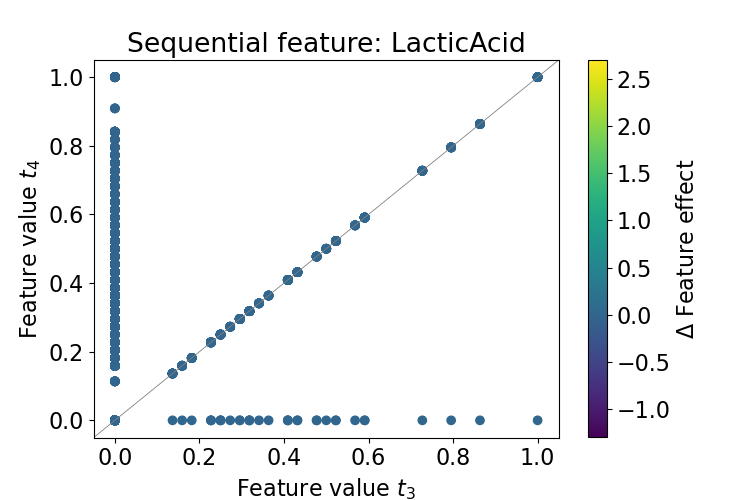 Sequential feature: LacticAcid
1.0
0.8
0.6
0.4
0.2
0.0
Feature value t₄
0.0 0.2 0.4 0.6 0.8 1.0
Feature value t₃
2.5
2.0
1.5
1.0
0.5
0.0
−0.5
−1.0
Δ Feature effect